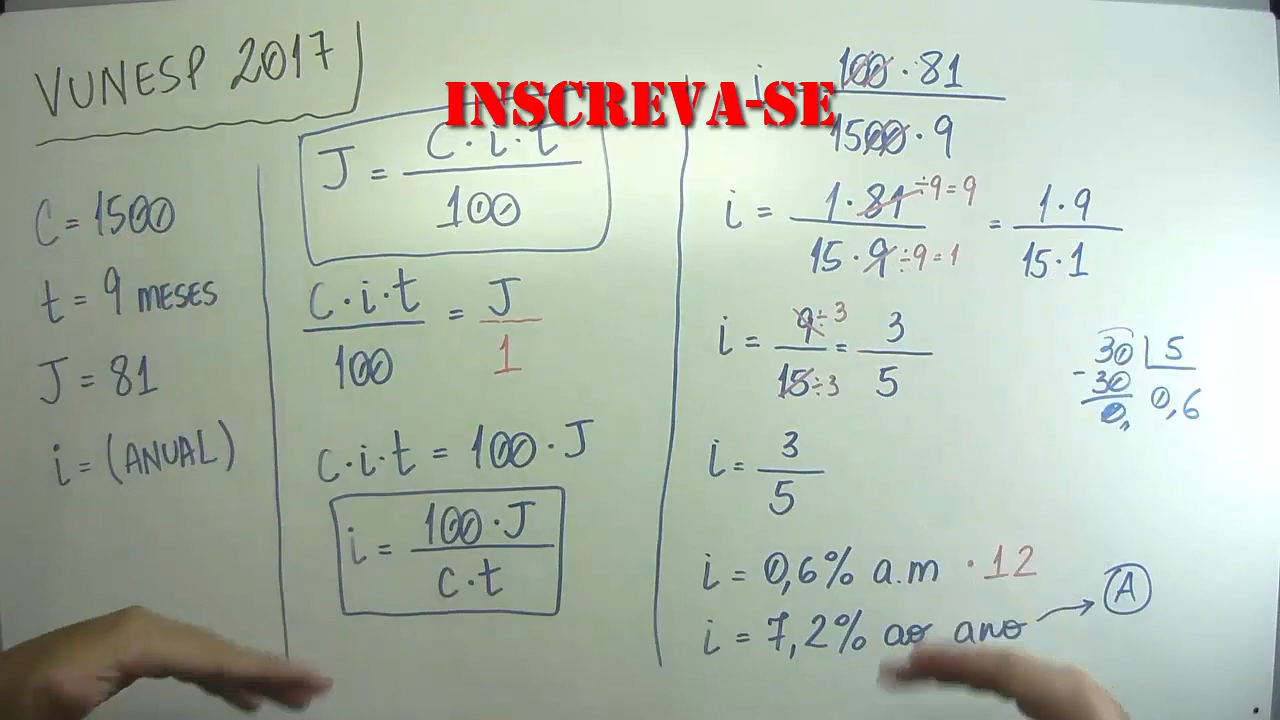 VUNESP 2017
INSCREVA-SE
C = 1500
t = 9 MESES
J = 81
i = (ANUAL)
J = C·i·t / 100
C·i·t / 100 = J / 1
C·i·t = 100·J
i = 100·J / C·t
i 100·81 / 1500·9
i = 1·81 ÷9=9 / 15·9 ÷9=1 = 1·9 / 15·1
i = 9÷3 / 15÷3 = 3 / 5
30 5
-30 0,6
0,
i = 3 / 5
i = 0,6% a.m ·12
i = 7,2% ao ano
A